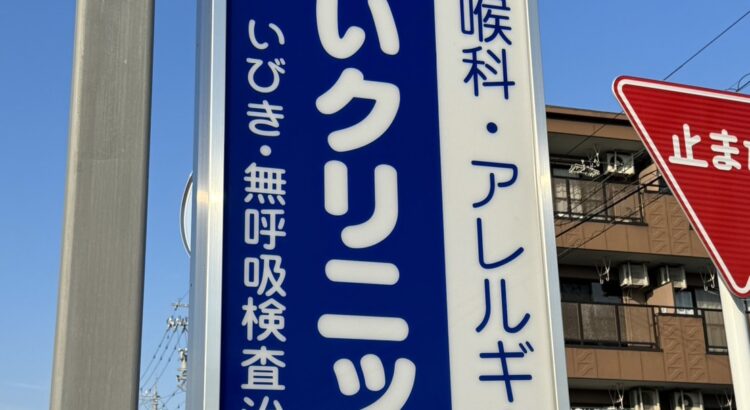 喉科・アレルギ
いクリニッ
いびき・無呼吸検査治
止ま